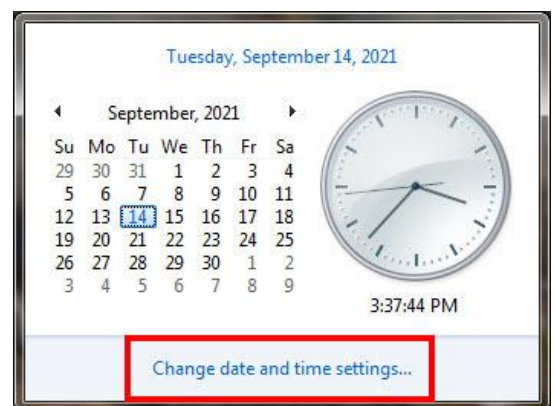 Tuesday, September 14, 2021
September, 2021
Su Mo Tu We Th Fr Sa
29 30 31 1 2 3 4
5 6 7 8 9 10 11
12 13 14 15 16 17 18
19 20 21 22 23 24 25
26 27 28 29 30 1 2
3 4 5 6 7 8 9
3:37:44 PM
Change date and time settings...